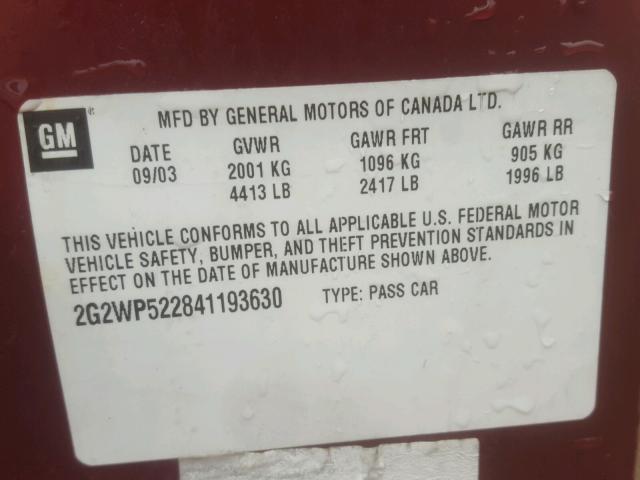 GM®
MFD BY GENERAL MOTORS OF CANADA LTD.
DATE GVWR GAWR FRT GAWR RR
09/03 2001 KG 1096 KG 905 KG
4413 LB 2417 LB 1996 LB
THIS VEHICLE CONFORMS TO ALL APPLICABLE U.S. FEDERAL MOTOR
VEHICLE SAFETY, BUMPER, AND THEFT PREVENTION STANDARDS IN
EFFECT ON THE DATE OF MANUFACTURE SHOWN ABOVE.
2G2WP522841193630 TYPE: PASS CAR